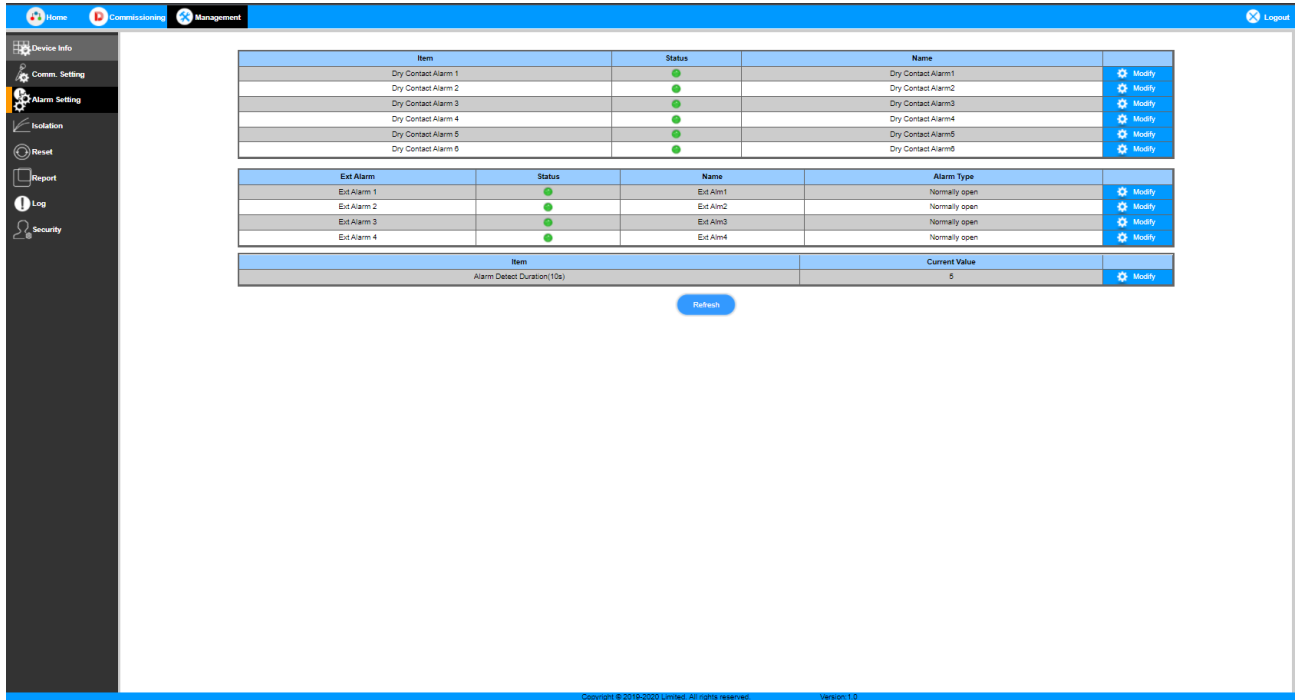 Home Commissioning Management Logout
Device Info
Comm. Setting
Alarm Setting
Isolation
Reset
Report
Log
Security
Item Status Name
Dry Contact Alarm 1 Dry Contact Alarm1 Modify
Dry Contact Alarm 2 Dry Contact Alarm2 Modify
Dry Contact Alarm 3 Dry Contact Alarm3 Modify
Dry Contact Alarm 4 Dry Contact Alarm4 Modify
Dry Contact Alarm 5 Dry Contact Alarm5 Modify
Dry Contact Alarm 6 Dry Contact Alarm6 Modify
Ext Alarm Status Name Alarm Type
Ext Alarm 1 Ext Alm1 Normally open Modify
Ext Alarm 2 Ext Alm2 Normally open Modify
Ext Alarm 3 Ext Alm3 Normally open Modify
Ext Alarm 4 Ext Alm4 Normally open Modify
Item Current Value
Alarm Detect Duration(10s) 5 Modify
Refresh
Copyright © 2019-2020 Limited. All rights reserved. Version:1.0